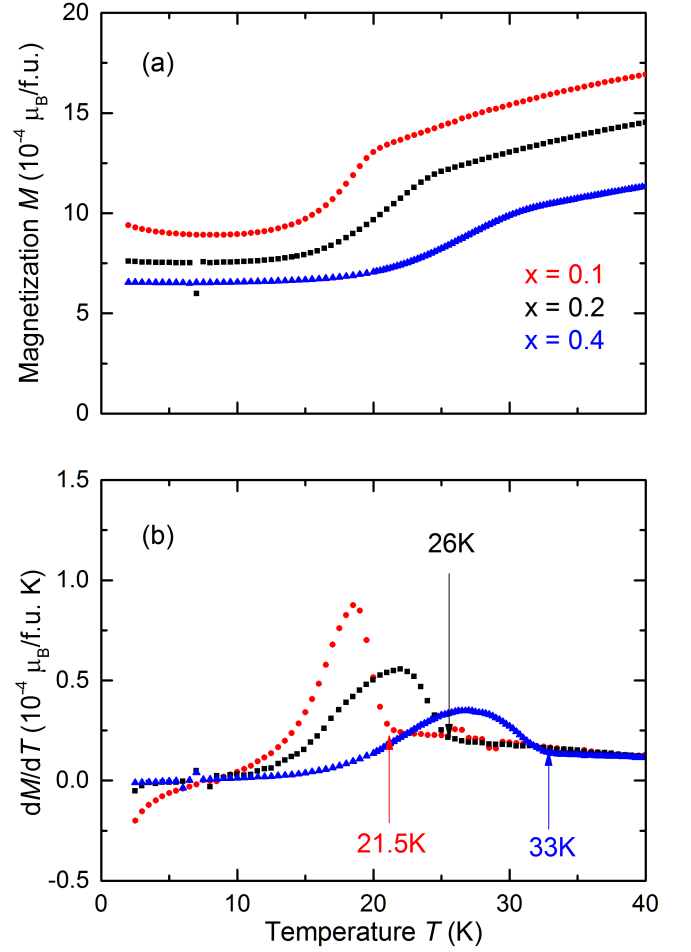 20
15
10
5
0
Magnetization M (10⁻⁴ μ_B/f.u.)
(a)
x = 0.1
x = 0.2
x = 0.4
1.5
1.0
0.5
0.0
-0.5
dM/dT (10⁻⁴ μ_B/f.u. K)
(b)
26K
21.5K
33K
0 10 20 30 40
Temperature T (K)